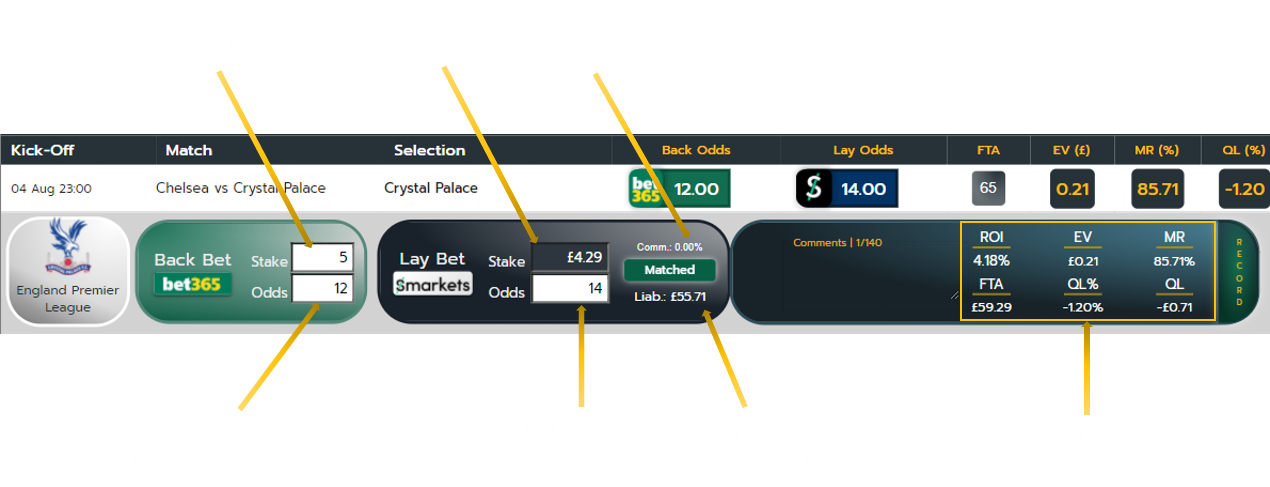 Kick-Off Match Selection Back Odds Lay Odds FTA EV (£) MR (%) QL (%)
04 Aug 23:00 Chelsea vs Crystal Palace Crystal Palace bet365 12.00 S 14.00 65 0.21 85.71 -1.20
England Premier
League
Back Bet
bet365
Stake 5
Odds 12
Lay Bet
Smarkets
Stake £4.29
Odds 14
Comm.: 0.00%
Matched
Liab.: £55.71
Comments | 1/140
ROI EV MR
4.18% £0.21 85.71%
FTA QL% QL
£59.29 -1.20% -£0.71
RECORD